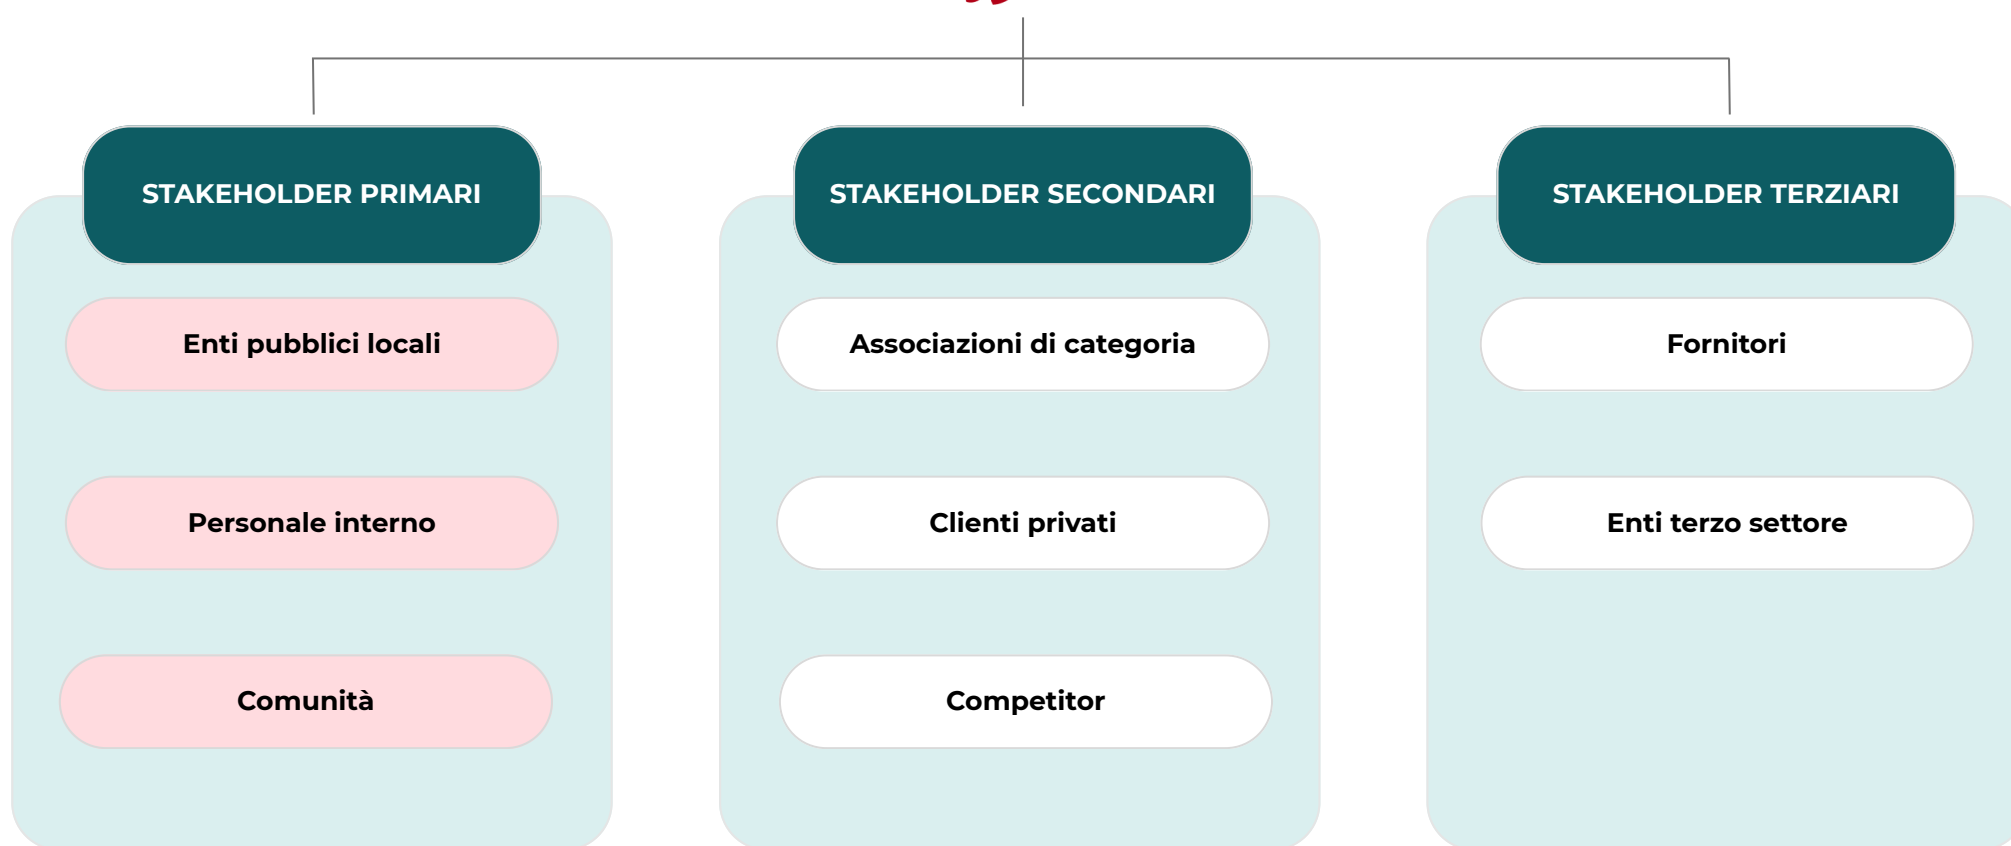 STAKEHOLDER PRIMARI
Enti pubblici locali
Personale interno
Comunità
STAKEHOLDER SECONDARI
Associazioni di categoria
Clienti privati
Competitor
STAKEHOLDER TERZIARI
Fornitori
Enti terzo settore